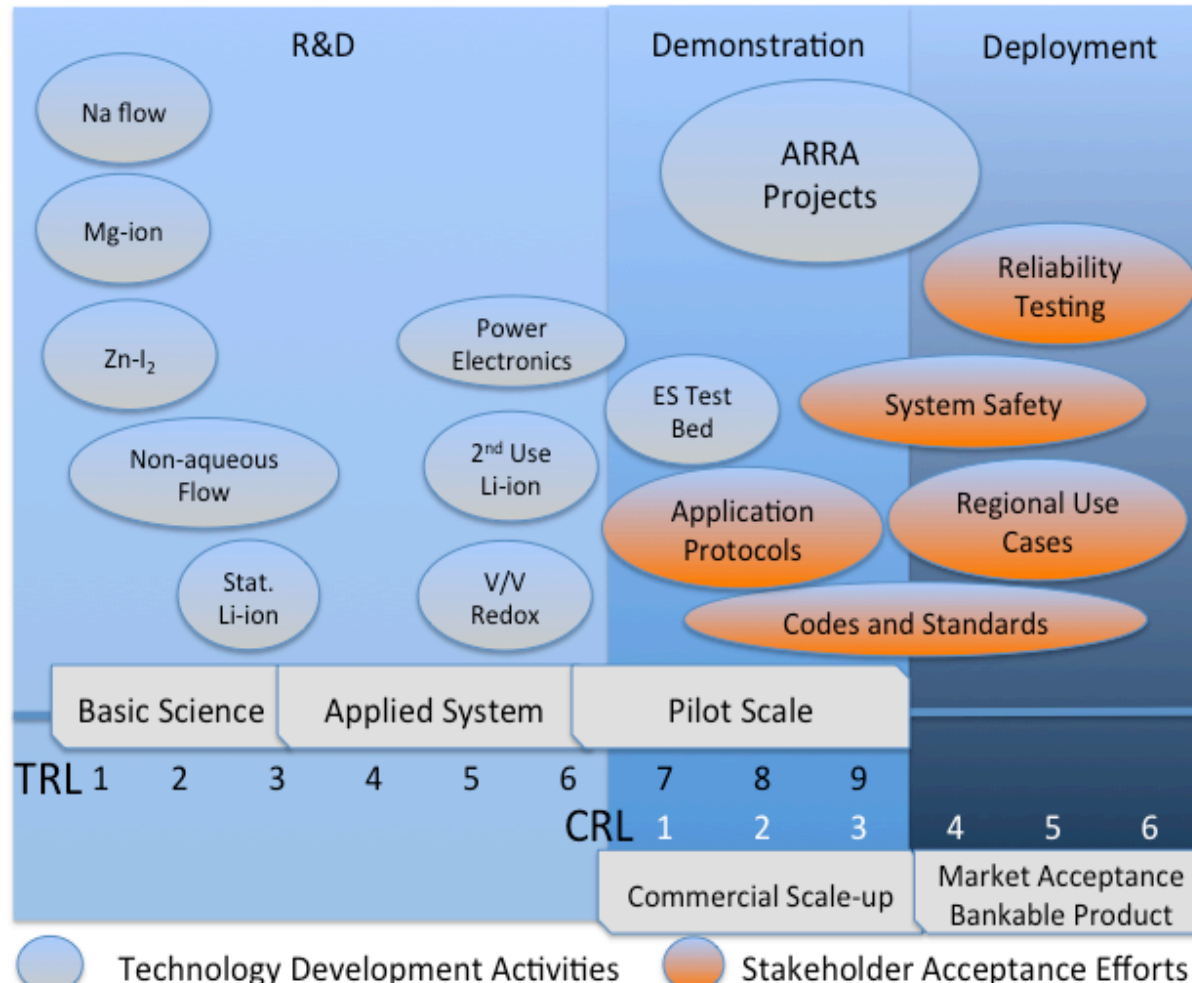 R&D
Demonstration
Deployment
Na flow
ARRA
Projects
Mg-ion
Reliability
Testing
Zn-I₂
Power
Electronics
ES Test
Bed
System Safety
Non-aqueous
Flow
2nd Use
Li-ion
Application
Protocols
Regional Use
Cases
Stat.
Li-ion
V/V
Redox
Codes and Standards
Basic Science
Applied System
Pilot Scale
TRL 1 2 3 4 5 6 7 8 9
CRL 1 2 3 4 5 6
Commercial Scale-up
Market Acceptance
Bankable Product
Technology Development Activities
Stakeholder Acceptance Efforts